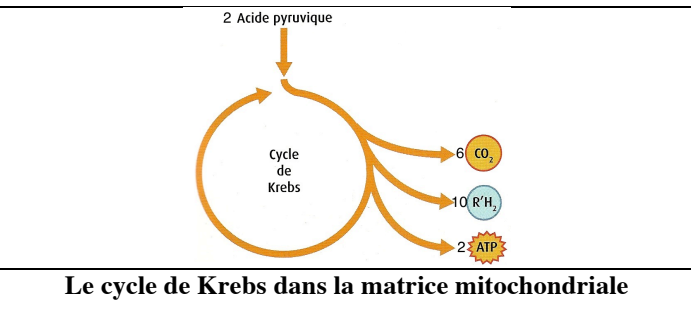 2 Acide pyruvique
Cycle
de
Krebs
6 CO₂
10 R'H₂
2 ATP
Le cycle de Krebs dans la matrice mitochondriale